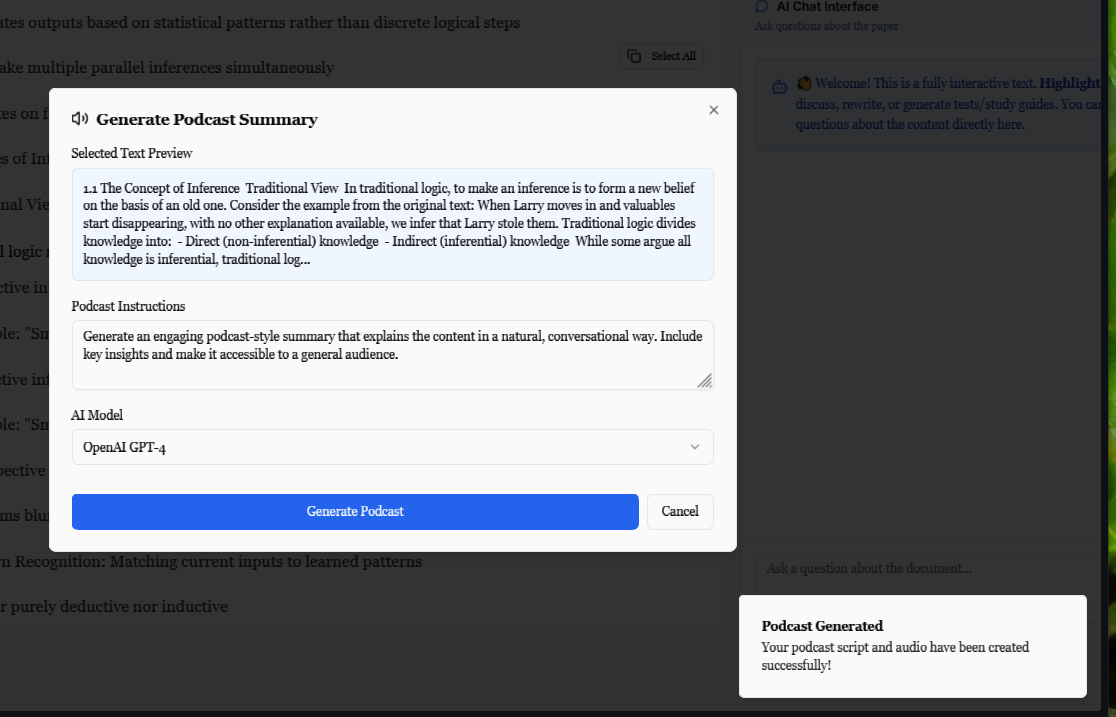 ates outputs based on statistical patterns rather than discrete logical steps
AI Chat Interface
Ask questions about the paper
ake multiple parallel inferences simultaneously
Select All
👏 Welcome! This is a fully interactive text. Highlight
discuss, rewrite, or generate tests/study guides. You can
questions about the content directly here.
tes on f
s of Inf
nal Vie
l logic r
ctive in
ole: "Sn
ctive inf
ole: "Sn
pective
ms blur
Generate Podcast Summary
Selected Text Preview
1.1 The Concept of Inference Traditional View In traditional logic, to make an inference is to form a new belief
on the basis of an old one. Consider the example from the original text: When Larry moves in and valuables
start disappearing, with no other explanation available, we infer that Larry stole them. Traditional logic divides
knowledge into: - Direct (non-inferential) knowledge - Indirect (inferential) knowledge While some argue all
knowledge is inferential, traditional log...
Podcast Instructions
Generate an engaging podcast-style summary that explains the content in a natural, conversational way. Include
key insights and make it accessible to a general audience.
AI Model
OpenAI GPT-4
Generate Podcast
Cancel
n Recognition: Matching current inputs to learned patterns
r purely deductive nor inductive
Ask a question about the document...
Podcast Generated
Your podcast script and audio have been created
successfully!